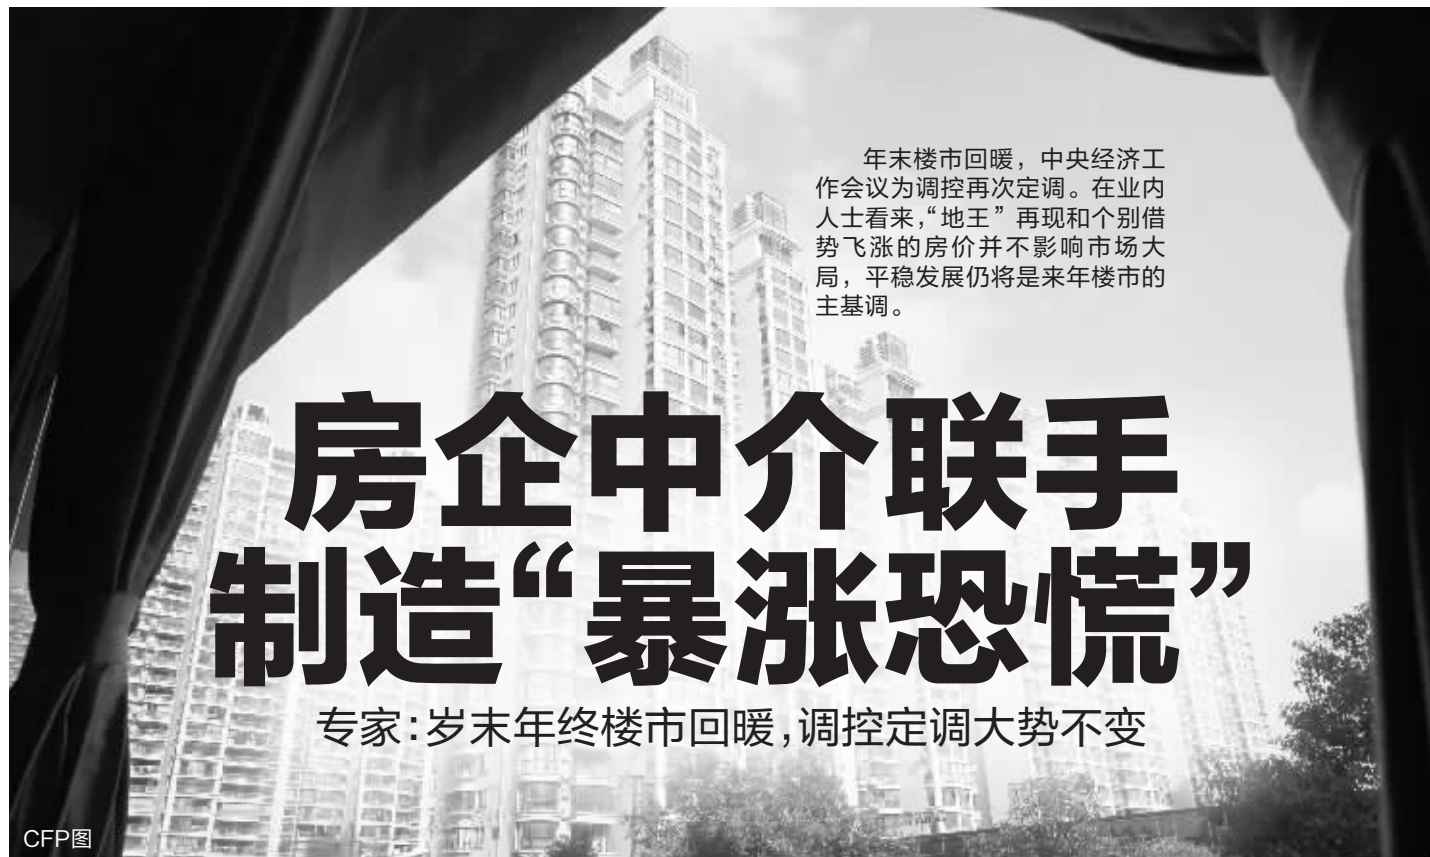 年末楼市回暖，中央经济工
作会议为调控再次定调。在业内
人士看来，“地王”再现和个别借
势飞涨的房价并不影响市场大
局，平稳发展仍将是来年楼市的
主基调。
房企中介联手
制造“暴涨恐慌”
专家：岁末年终楼市回暖，调控定调大势不变
CFP图